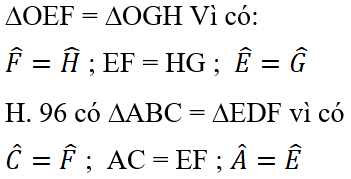 ΔOEF = ΔOGH Vì có:
F̂ = Ĥ ; EF = HG ; Ê = Ĝ
H. 96 có ΔABC = ΔEDF vì có
Ĉ = F̂ ; AC = EF ; Â = Ê